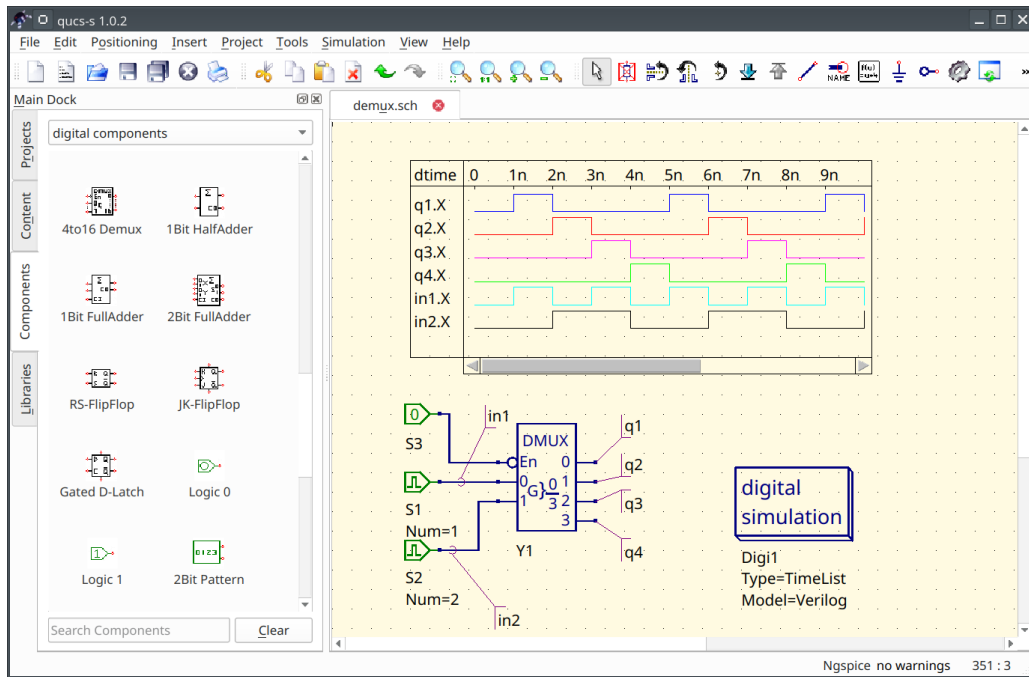 qucs-s 1.0.2
File Edit Positioning Insert Project Tools Simulation View Help
NAME
Main Dock
demux.sch
Projects
Content
Components
Libraries
digital components
4to16 Demux 1Bit HalfAdder
1Bit FullAdder 2Bit FullAdder
RS-FlipFlop JK-FlipFlop
Gated D-Latch Logic 0
Logic 1 2Bit Pattern
Search Components Clear
dtime 0 1n 2n 3n 4n 5n 6n 7n 8n 9n
q1.X
q2.X
q3.X
q4.X
in1.X
in2.X
0
S3
in1
S1
Num=1
S2
Num=2
in2
DMUX
En 0
0 G} 0 1
1 3 2
3
Y1
q1
q2
q3
q4
digital
simulation
Digi1
Type=TimeList
Model=Verilog
Ngspice no warnings 351 : 3